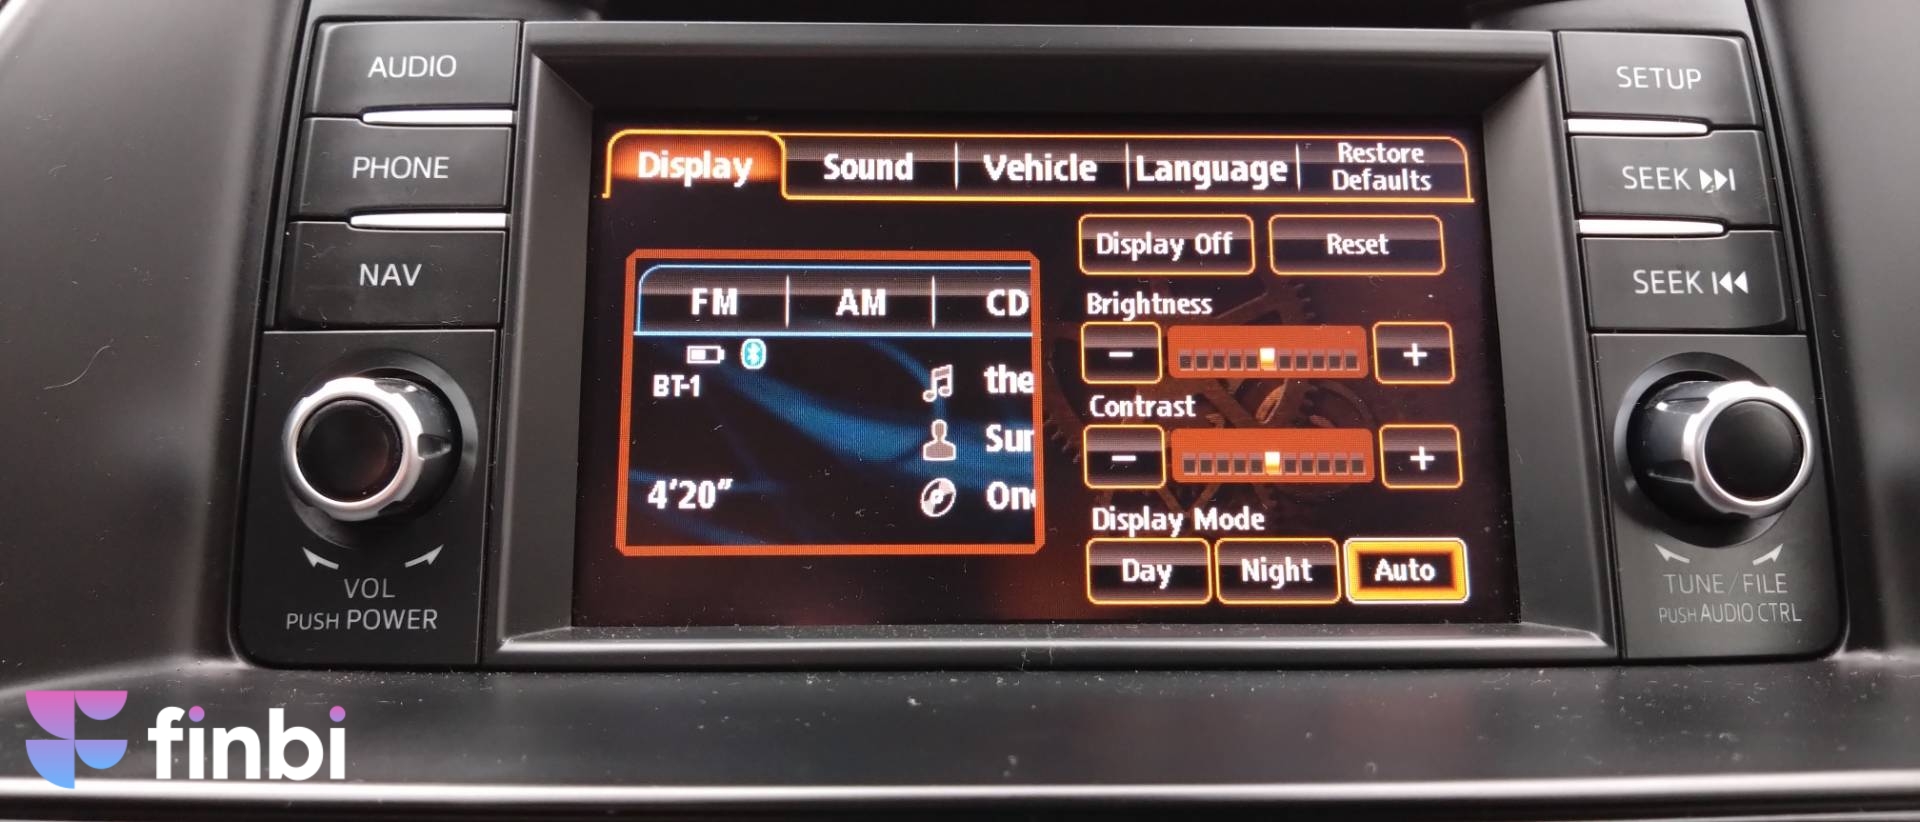 AUDIO
PHONE
NAV
VOL
PUSH POWER
Display Sound Vehicle Language Restore Defaults
Display Off Reset
FM AM CD
Brightness
− +
BT-1
the
Contrast
Sur
− +
4'20"
One
Display Mode
Day Night Auto
SETUP
SEEK
SEEK
TUNE/FILE
PUSH AUDIO CTRL
finbi